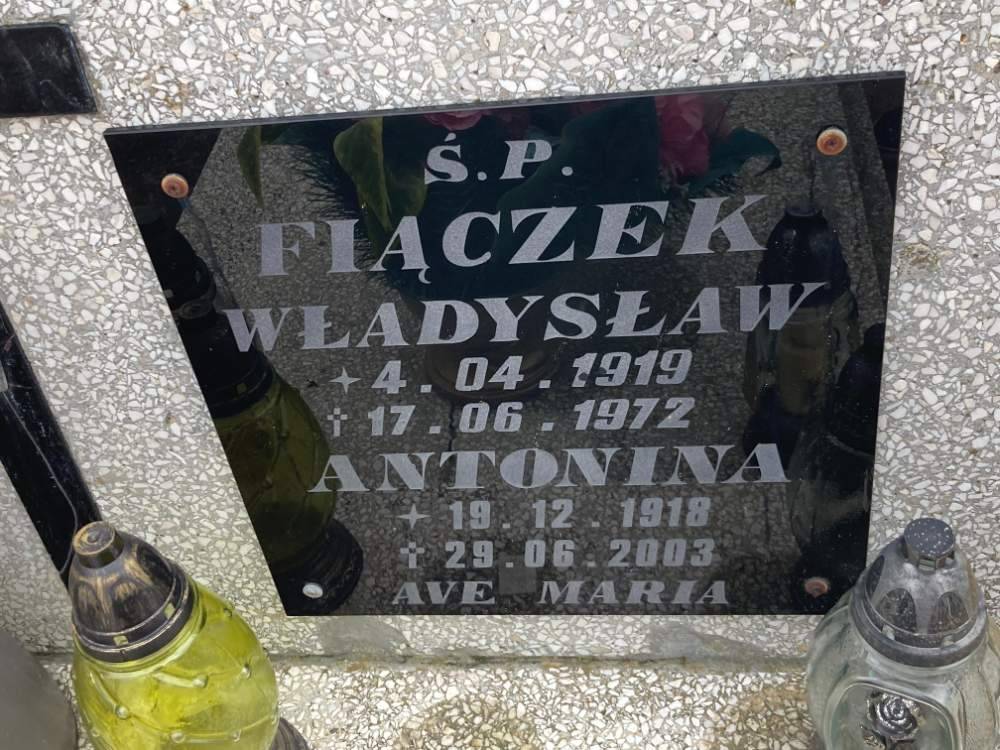 Ś.P.
FIĄCZEK
WŁADYSŁAW
4.04.1919
† 17.06.1972
ANTONINA
19.12.1918
† 29.06.2003
AVE MARIA